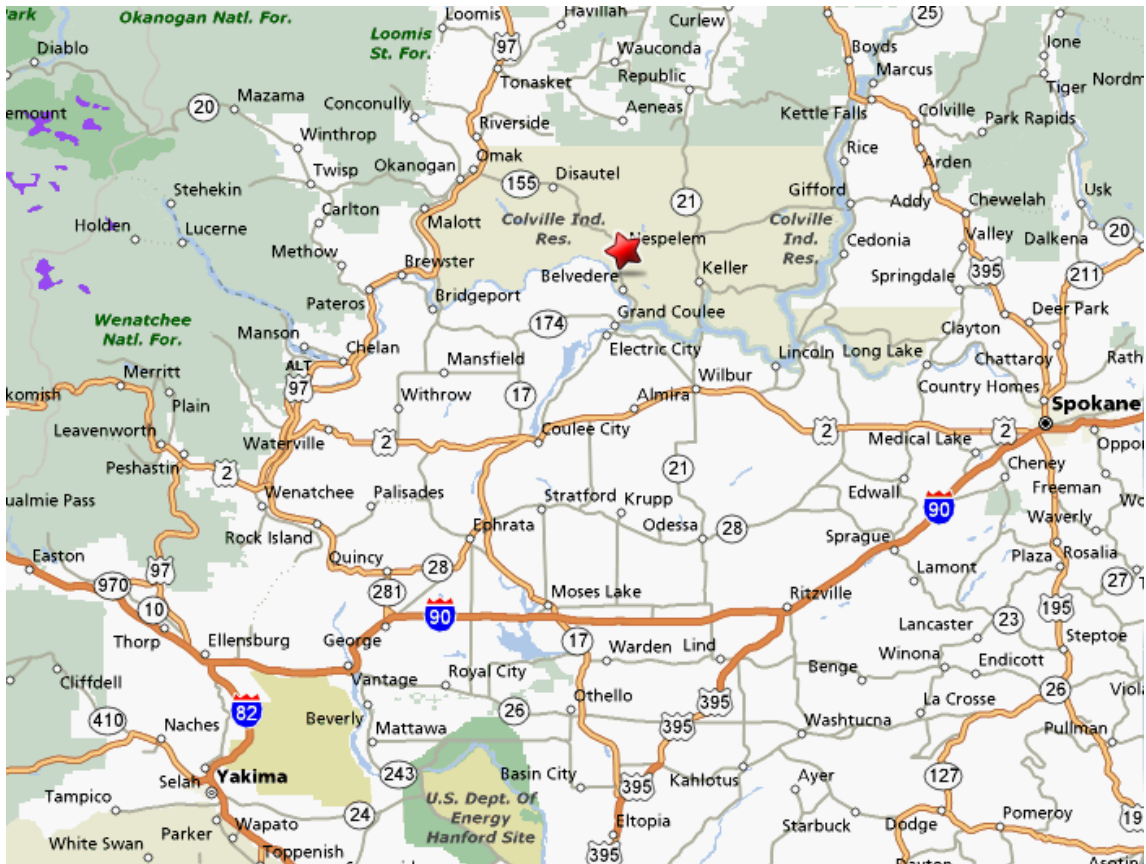 Park
Okanogan Natl. For.
Loomis
Havillah
Curlew
25
Ione
Diablo
Loomis
St. For.
97
Wauconda
Boyds
Tonasket
Republic
Marcus
Nordm
Tiger
Mazama
20
Conconully
Aeneas
Kettle Falls
Colville
emount
Riverside
Park Rapids
Winthrop
Omak
Rice
Arden
Twisp
Okanogan
155
Disautel
Stehekin
21
Gifford
Addy
Chewelah
Usk
Carlton
Malott
Colville Ind.
Res.
Colville
Ind.
Res.
Holden
Lucerne
Nespelem
Cedonia
Valley
Dalkena
20
Methow
Brewster
Belvedere
Keller
Springdale
395
211
Pateros
Bridgeport
Wenatchee
Natl. For.
174
Grand Coulee
Deer Park
Manson
Clayton
Chelan
Mansfield
Electric City
Lincoln
Long Lake
Chattaroy
Rath
ALT
97
Merritt
komish
Plain
Withrow
17
Almira
Wilbur
Country Homes
Spokane
Leavenworth
Waterville
2
Coulee City
2
Medical Lake
2
Oppor
Peshastin
2
21
Cheney
ualmie Pass
Wenatchee
Palisades
Stratford
Krupp
Edwall
90
Freeman
Wo
Rock Island
Ephrata
Odessa
28
Sprague
Waverly
Easton
97
Quincy
28
Plaza
Rosalia
970
281
Lamont
27
10
Moses Lake
Ritzville
195
90
Lancaster
23
Thorp
Ellensburg
George
17
Warden
Lind
Steptoe
Winona
Endicott
Cliffdell
Vantage
Royal City
Benge
82
395
26
Othello
La Crosse
Viola
410
Naches
Beverly
26
Mattawa
395
Washtucna
Pullman
Selah
Yakima
243
Basin City
395
Kahlotus
Ayer
127
Tampico
24
U.S. Dept. Of
Energy
Hanford Site
Eltopia
Starbuck
Pomeroy
Parker
Wapato
Dodge
White Swan
Toppenish
395
Dayton